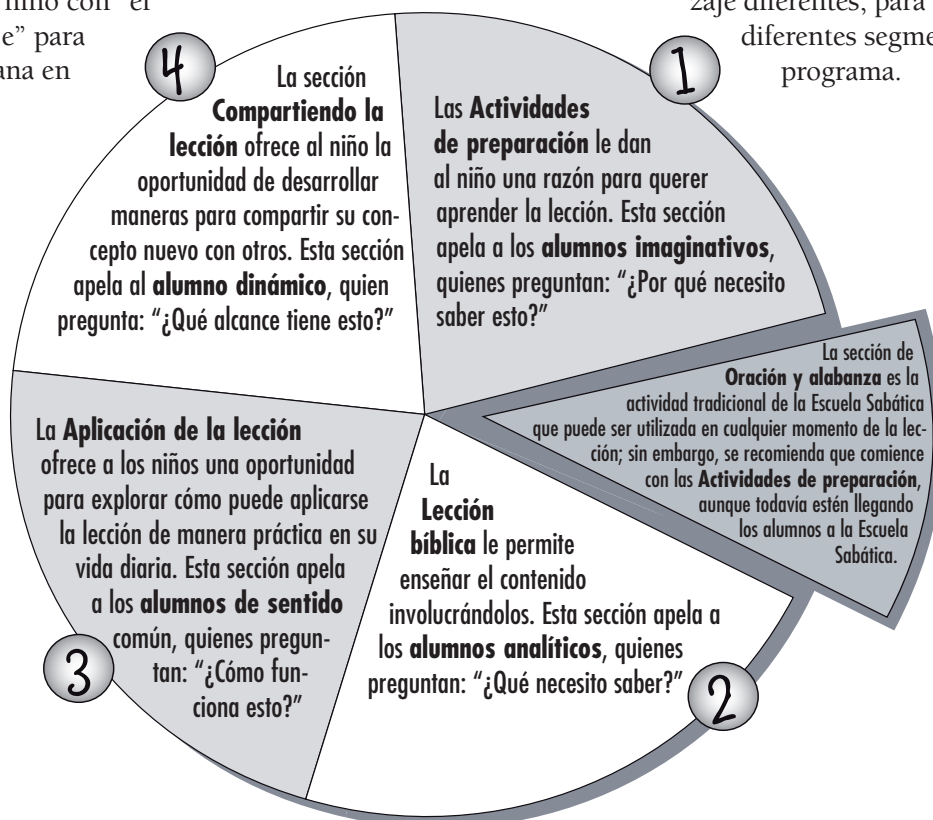 niño con “el
e” para
ana en
zaje diferentes, para
diferentes segme
programa.
4
La sección
Compartiendo la
lección ofrece al niño la
oportunidad de desarrollar
maneras para compartir su con-
cepto nuevo con otros. Esta sección
apela al alumno dinámico, quien
pregunta: “¿Qué alcance tiene esto?”
1
Las Actividades
de preparación le dan
al niño una razón para querer
aprender la lección. Esta sección
apela a los alumnos imaginativos,
quienes preguntan: “¿Por qué necesito
saber esto?”
La sección de
Oración y alabanza es la
actividad tradicional de la Escuela Sabática
que puede ser utilizada en cualquier momento de la lec-
ción; sin embargo, se recomienda que comience
con las Actividades de preparación,
aunque todavía estén llegando
los alumnos a la Escuela
Sabática.
La Aplicación de la lección
ofrece a los niños una oportunidad
para explorar cómo puede aplicarse
la lección de manera práctica en su
vida diaria. Esta sección apela
a los alumnos de sentido
común, quienes pregun-
tan: “¿Cómo fun-
ciona esto?”
3
La
Lección
bíblica le permite
enseñar el contenido
involucrándolos. Esta sección apela a
los alumnos analíticos, quienes
preguntan: “¿Qué necesito saber?”
2